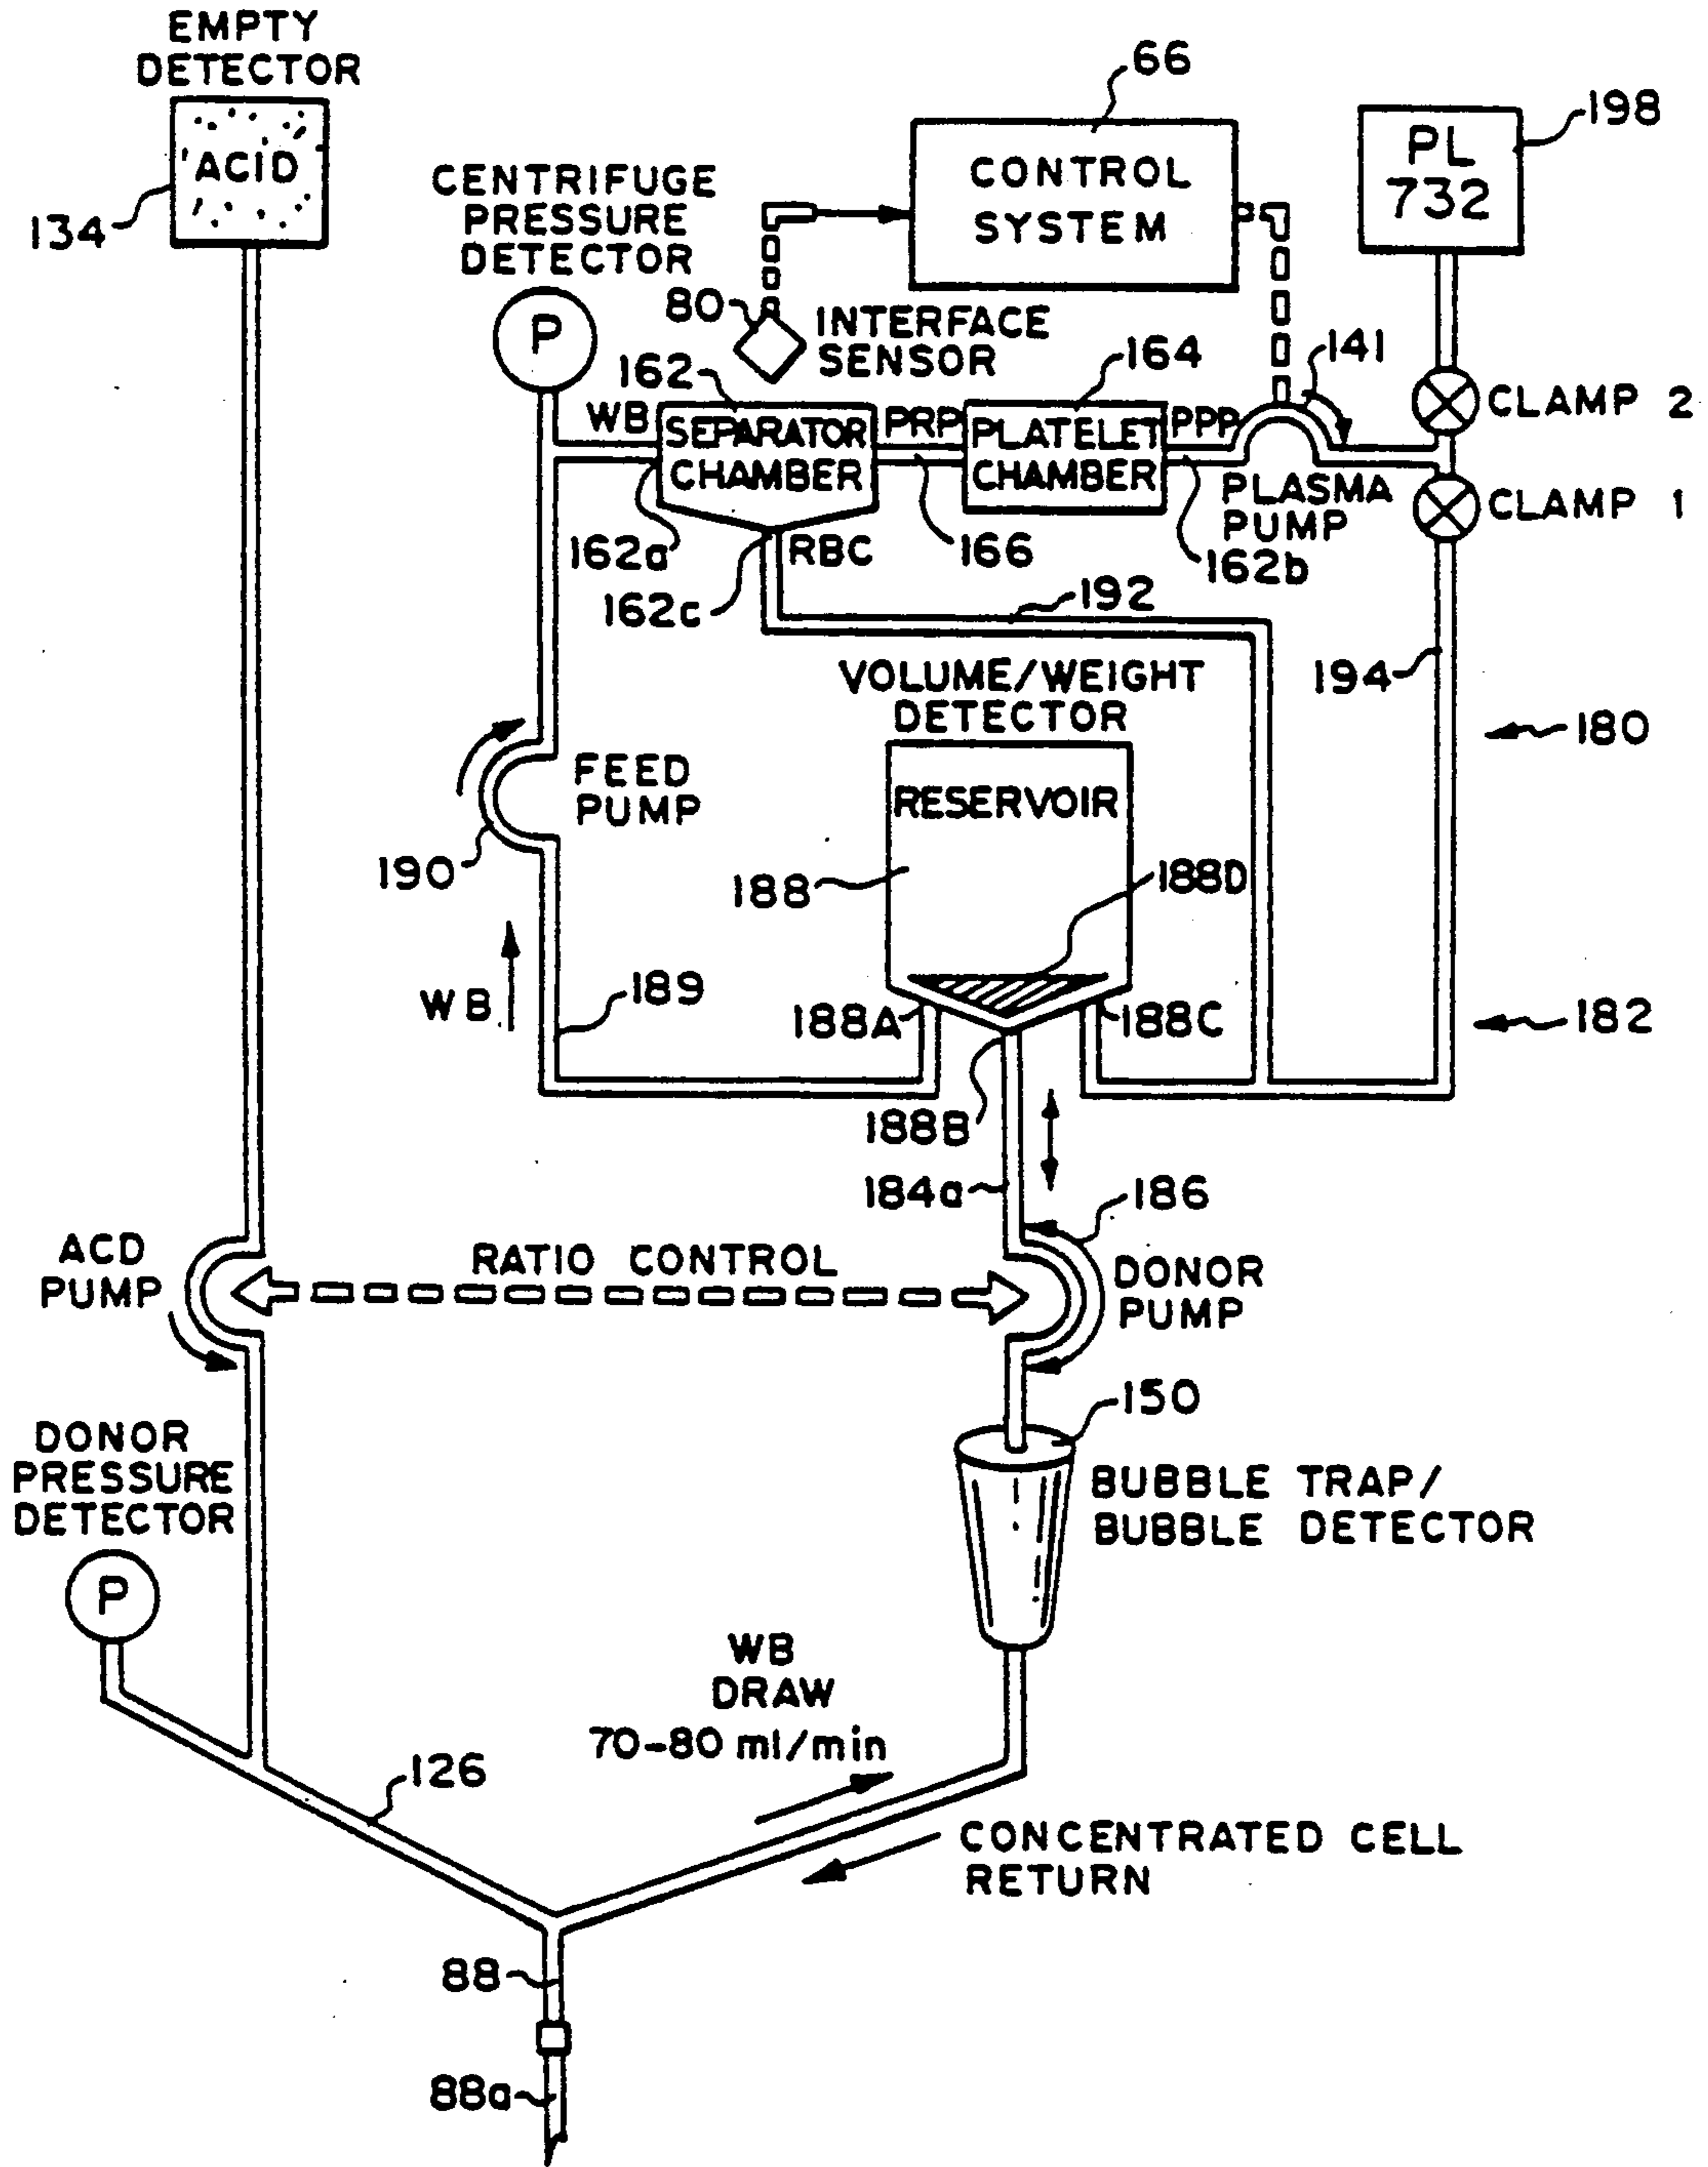 EMPTY
DETECTOR
ACID
134
66
CONTROL
SYSTEM
198
PL
732
CENTRIFUGE
PRESSURE
DETECTOR
P
80
INTERFACE
SENSOR
162
164
141
CLAMP 2
WB
SEPARATOR
CHAMBER
PRP
PLATELET
CHAMBER
PPP
PLASMA
PUMP
CLAMP 1
162a
RBC
166
162b
162c
192
194
VOLUME/WEIGHT
DETECTOR
180
RESERVOIR
FEED
PUMP
190
188
188D
WB
189
188A
188C
182
188B
184a
186
ACD
PUMP
RATIO CONTROL
DONOR
PUMP
150
DONOR
PRESSURE
DETECTOR
P
BUBBLE TRAP/
BUBBLE DETECTOR
WB
DRAW
70-80 ml/min
126
CONCENTRATED CELL
RETURN
88
88a